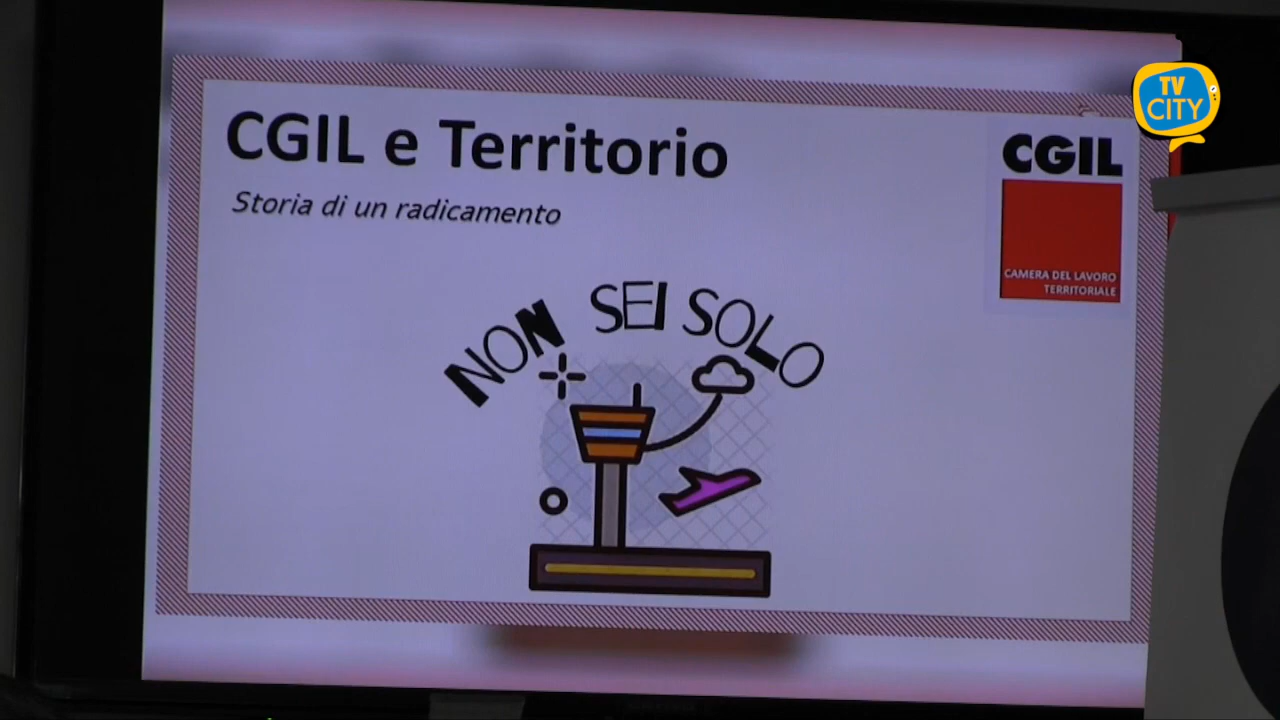 TV
CITY
CGIL e Territorio
Storia di un radicamento
CGIL
CAMERA DEL LAVORO
TERRITORIALE
NON SEI SOLO